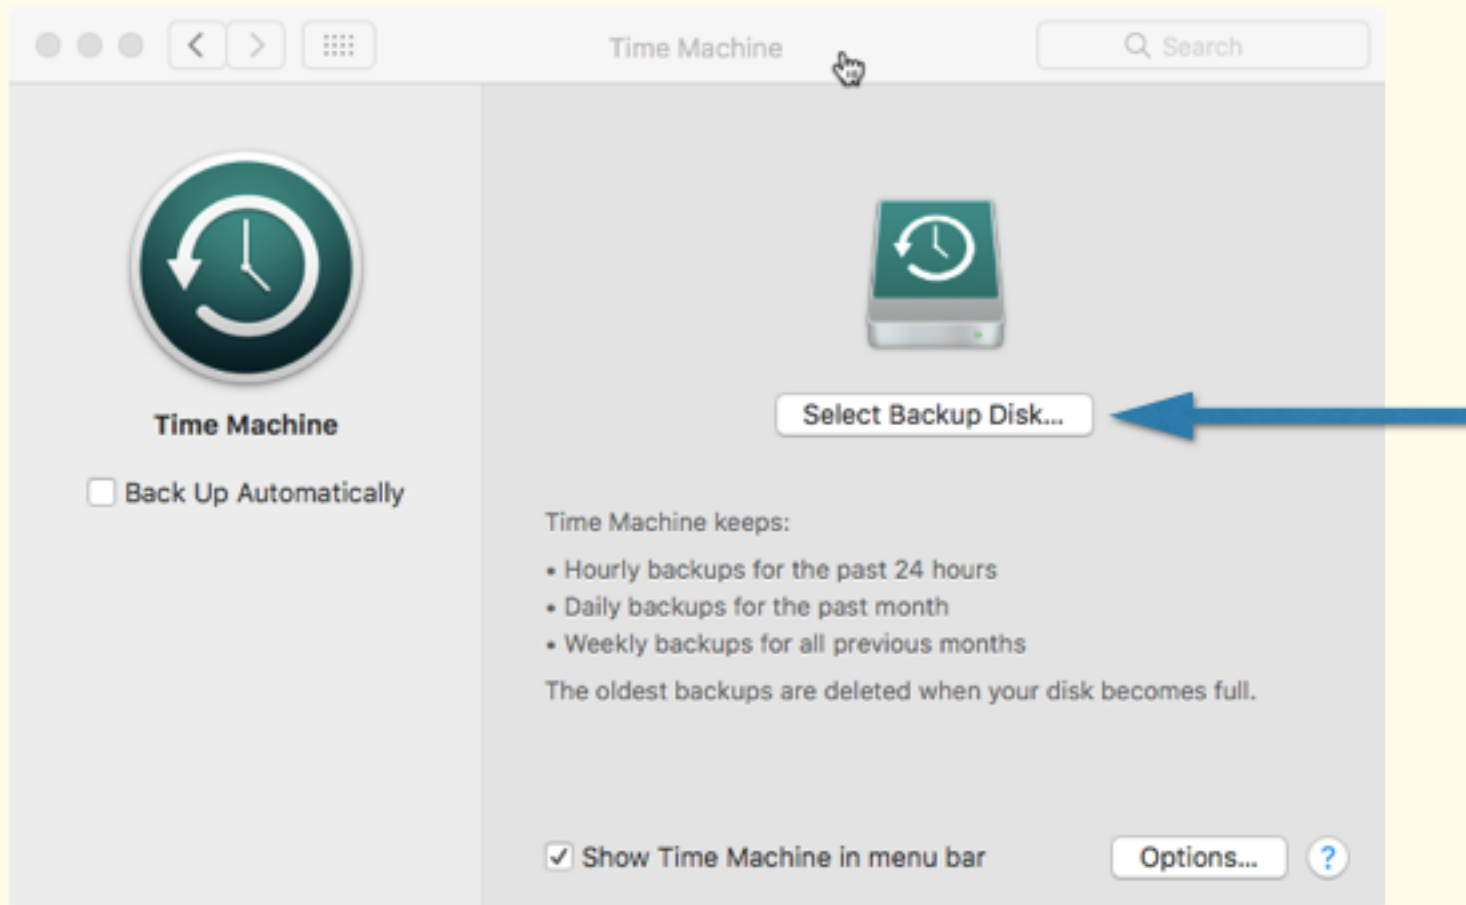 Time Machine
Search
Time Machine
Back Up Automatically
Select Backup Disk...
Time Machine keeps:
• Hourly backups for the past 24 hours
• Daily backups for the past month
• Weekly backups for all previous months
The oldest backups are deleted when your disk becomes full.
Show Time Machine in menu bar
Options...
?